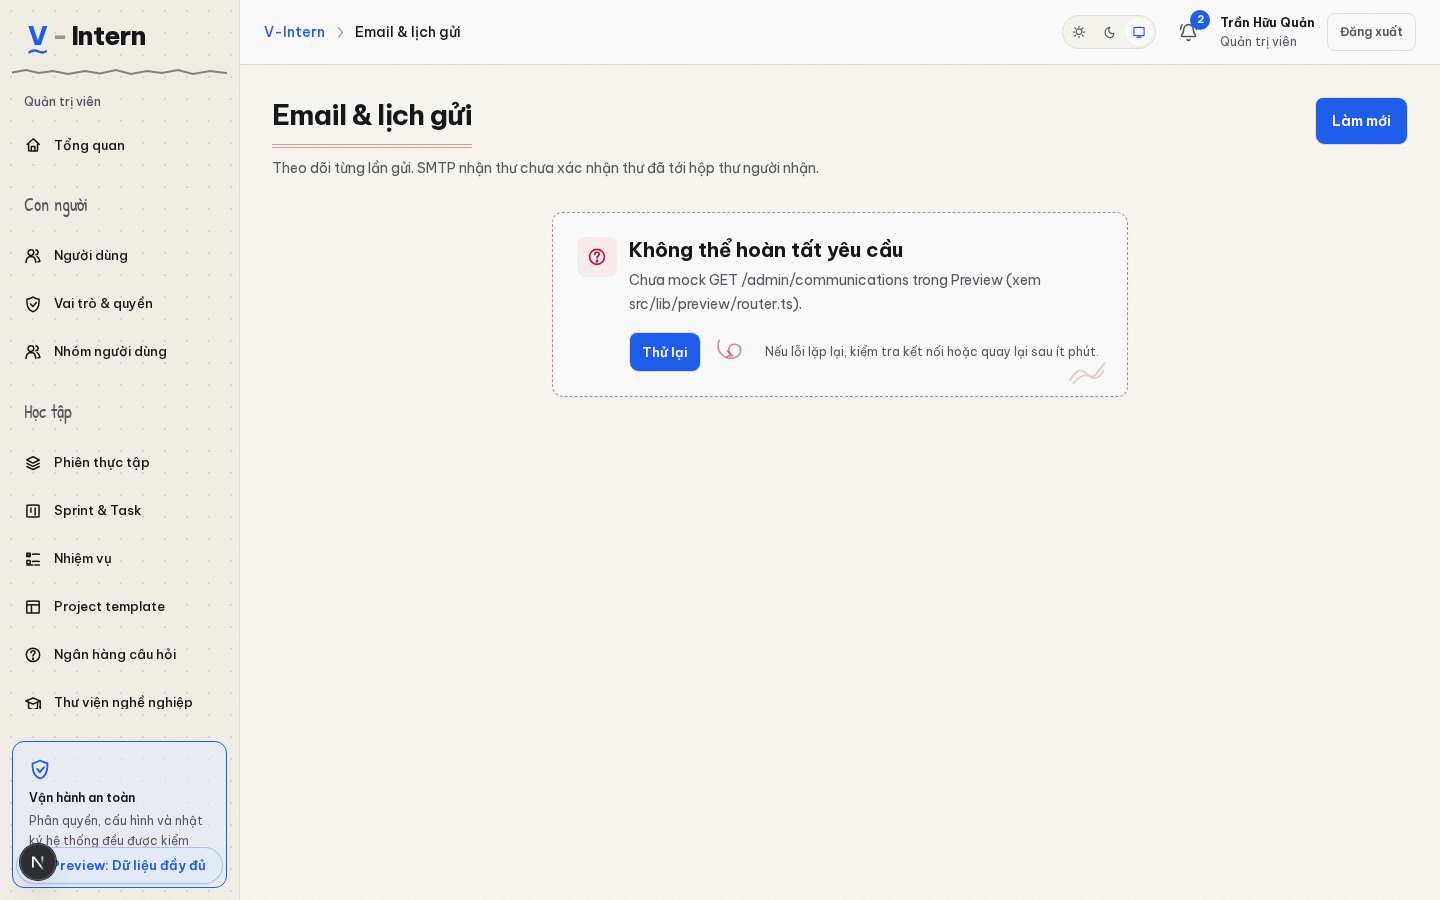 V - Intern
Quản trị viên
Tổng quan
Con người
Người dùng
Vai trò & quyền
Nhóm người dùng
Học tập
Phiên thực tập
Sprint & Task
Nhiệm vụ
Project template
Ngân hàng câu hỏi
Thư viện nghề nghiệp
Vận hành an toàn
Phân quyền, cấu hình và nhật
ký hệ thống đều được kiểm
N
Preview: Dữ liệu đầy đủ
V-Intern > Email & lịch gửi
2
Trần Hữu Quản
Quản trị viên
Đăng xuất
Email & lịch gửi
Làm mới
Theo dõi từng lần gửi. SMTP nhận thư chưa xác nhận thư đã tới hộp thư người nhận.
Không thể hoàn tất yêu cầu
Chưa mock GET /admin/communications trong Preview (xem
src/lib/preview/router.ts).
Thử lại
Nếu lỗi lặp lại, kiểm tra kết nối hoặc quay lại sau ít phút.